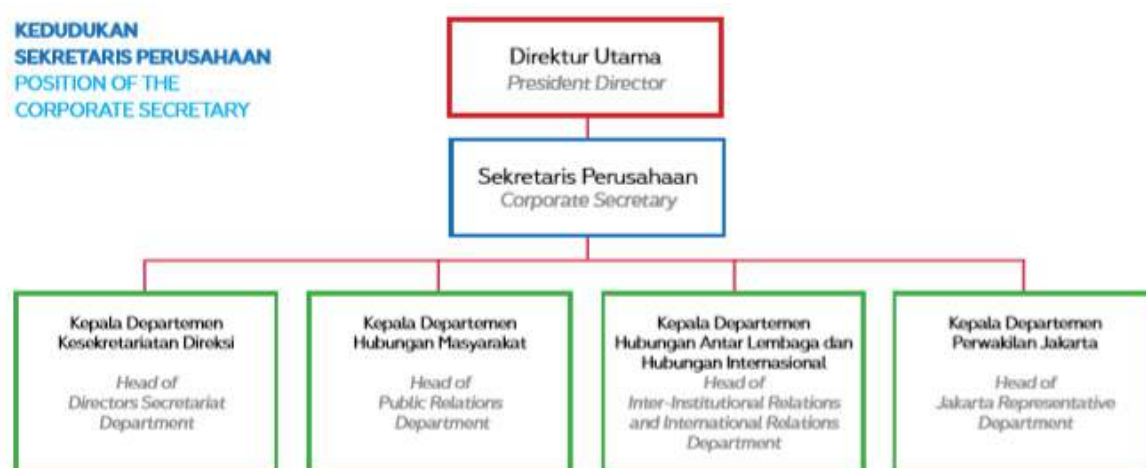 KEDUDUKAN
SEKRETARIS PERUSAHAAN
POSITION OF THE
CORPORATE SECRETARY
Direktur Utama
President Director
Sekretaris Perusahaan
Corporate Secretary
Kepala Departemen
Kesekretariatan Direksi
Head of
Directors Secretariat
Department
Kepala Departemen
Hubungan Masyarakat
Head of
Public Relations
Department
Kepala Departemen
Hubungan Antar Lembaga dan
Hubungan Internasional
Head of
Inter-Institutional Relations
and International Relations
Department
Kepala Departemen
Perwakilan Jakarta
Head of
Jakarta Representative
Department